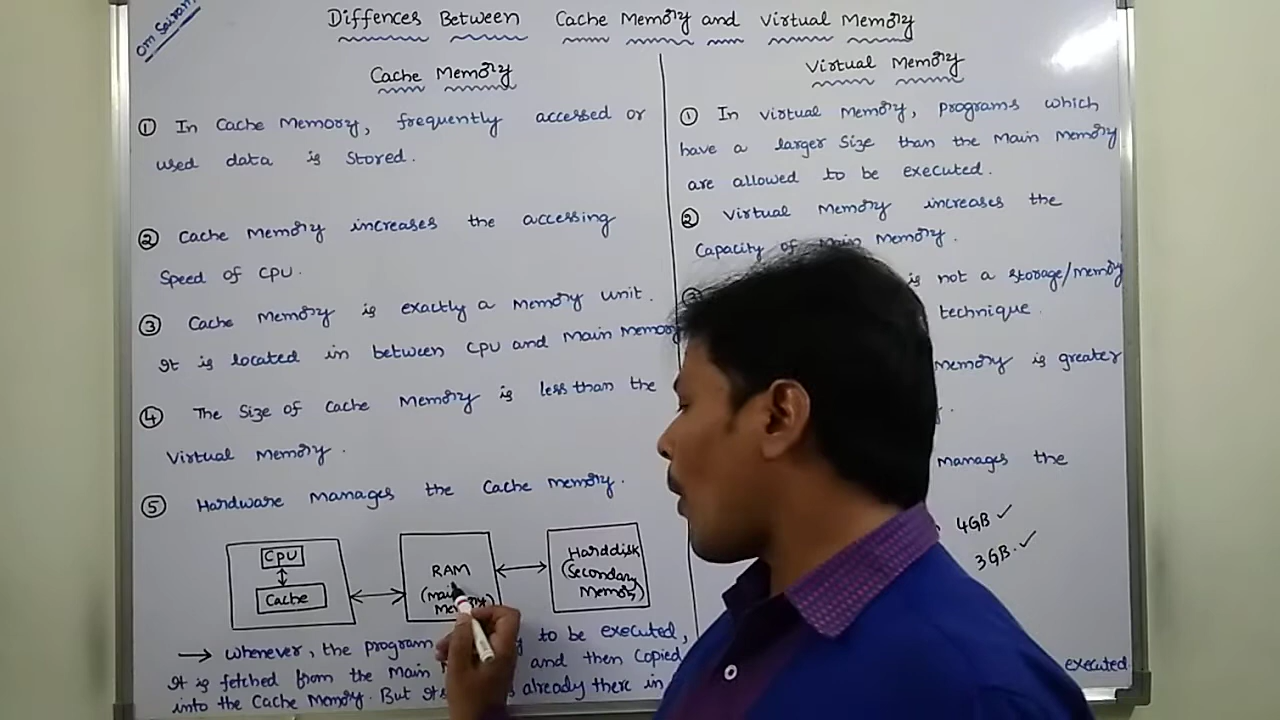 Om Sairam
Diffences Between Cache Memory and Virtual Memory
Cache Memory
① In Cache Memory, frequently accessed or
used data is stored.
② Cache Memory increases the accessing
Speed of CPU.
③ Cache Memory is exactly a Memory unit.
It is located in between CPU and Main Memory
④ The Size of Cache Memory is less than the
Virtual Memory.
⑤ Hardware manages the Cache memory.
CPU
Cache
RAM
(Main
Memory)
Harddisk
(Secondary
Memory)
→ Whenever, the program to be executed,
It is fetched from the Main and then Copied
into the Cache Memory. But already there in
Virtual Memory
① In Virtual Memory, programs which
have a larger Size than the Main Memory
are allowed to be executed.
② Virtual Memory increases the
Capacity of Main Memory.
③ is not a storage/memory
technique.
memory is greater
manages the
4GB ✓
3GB. ✓
executed